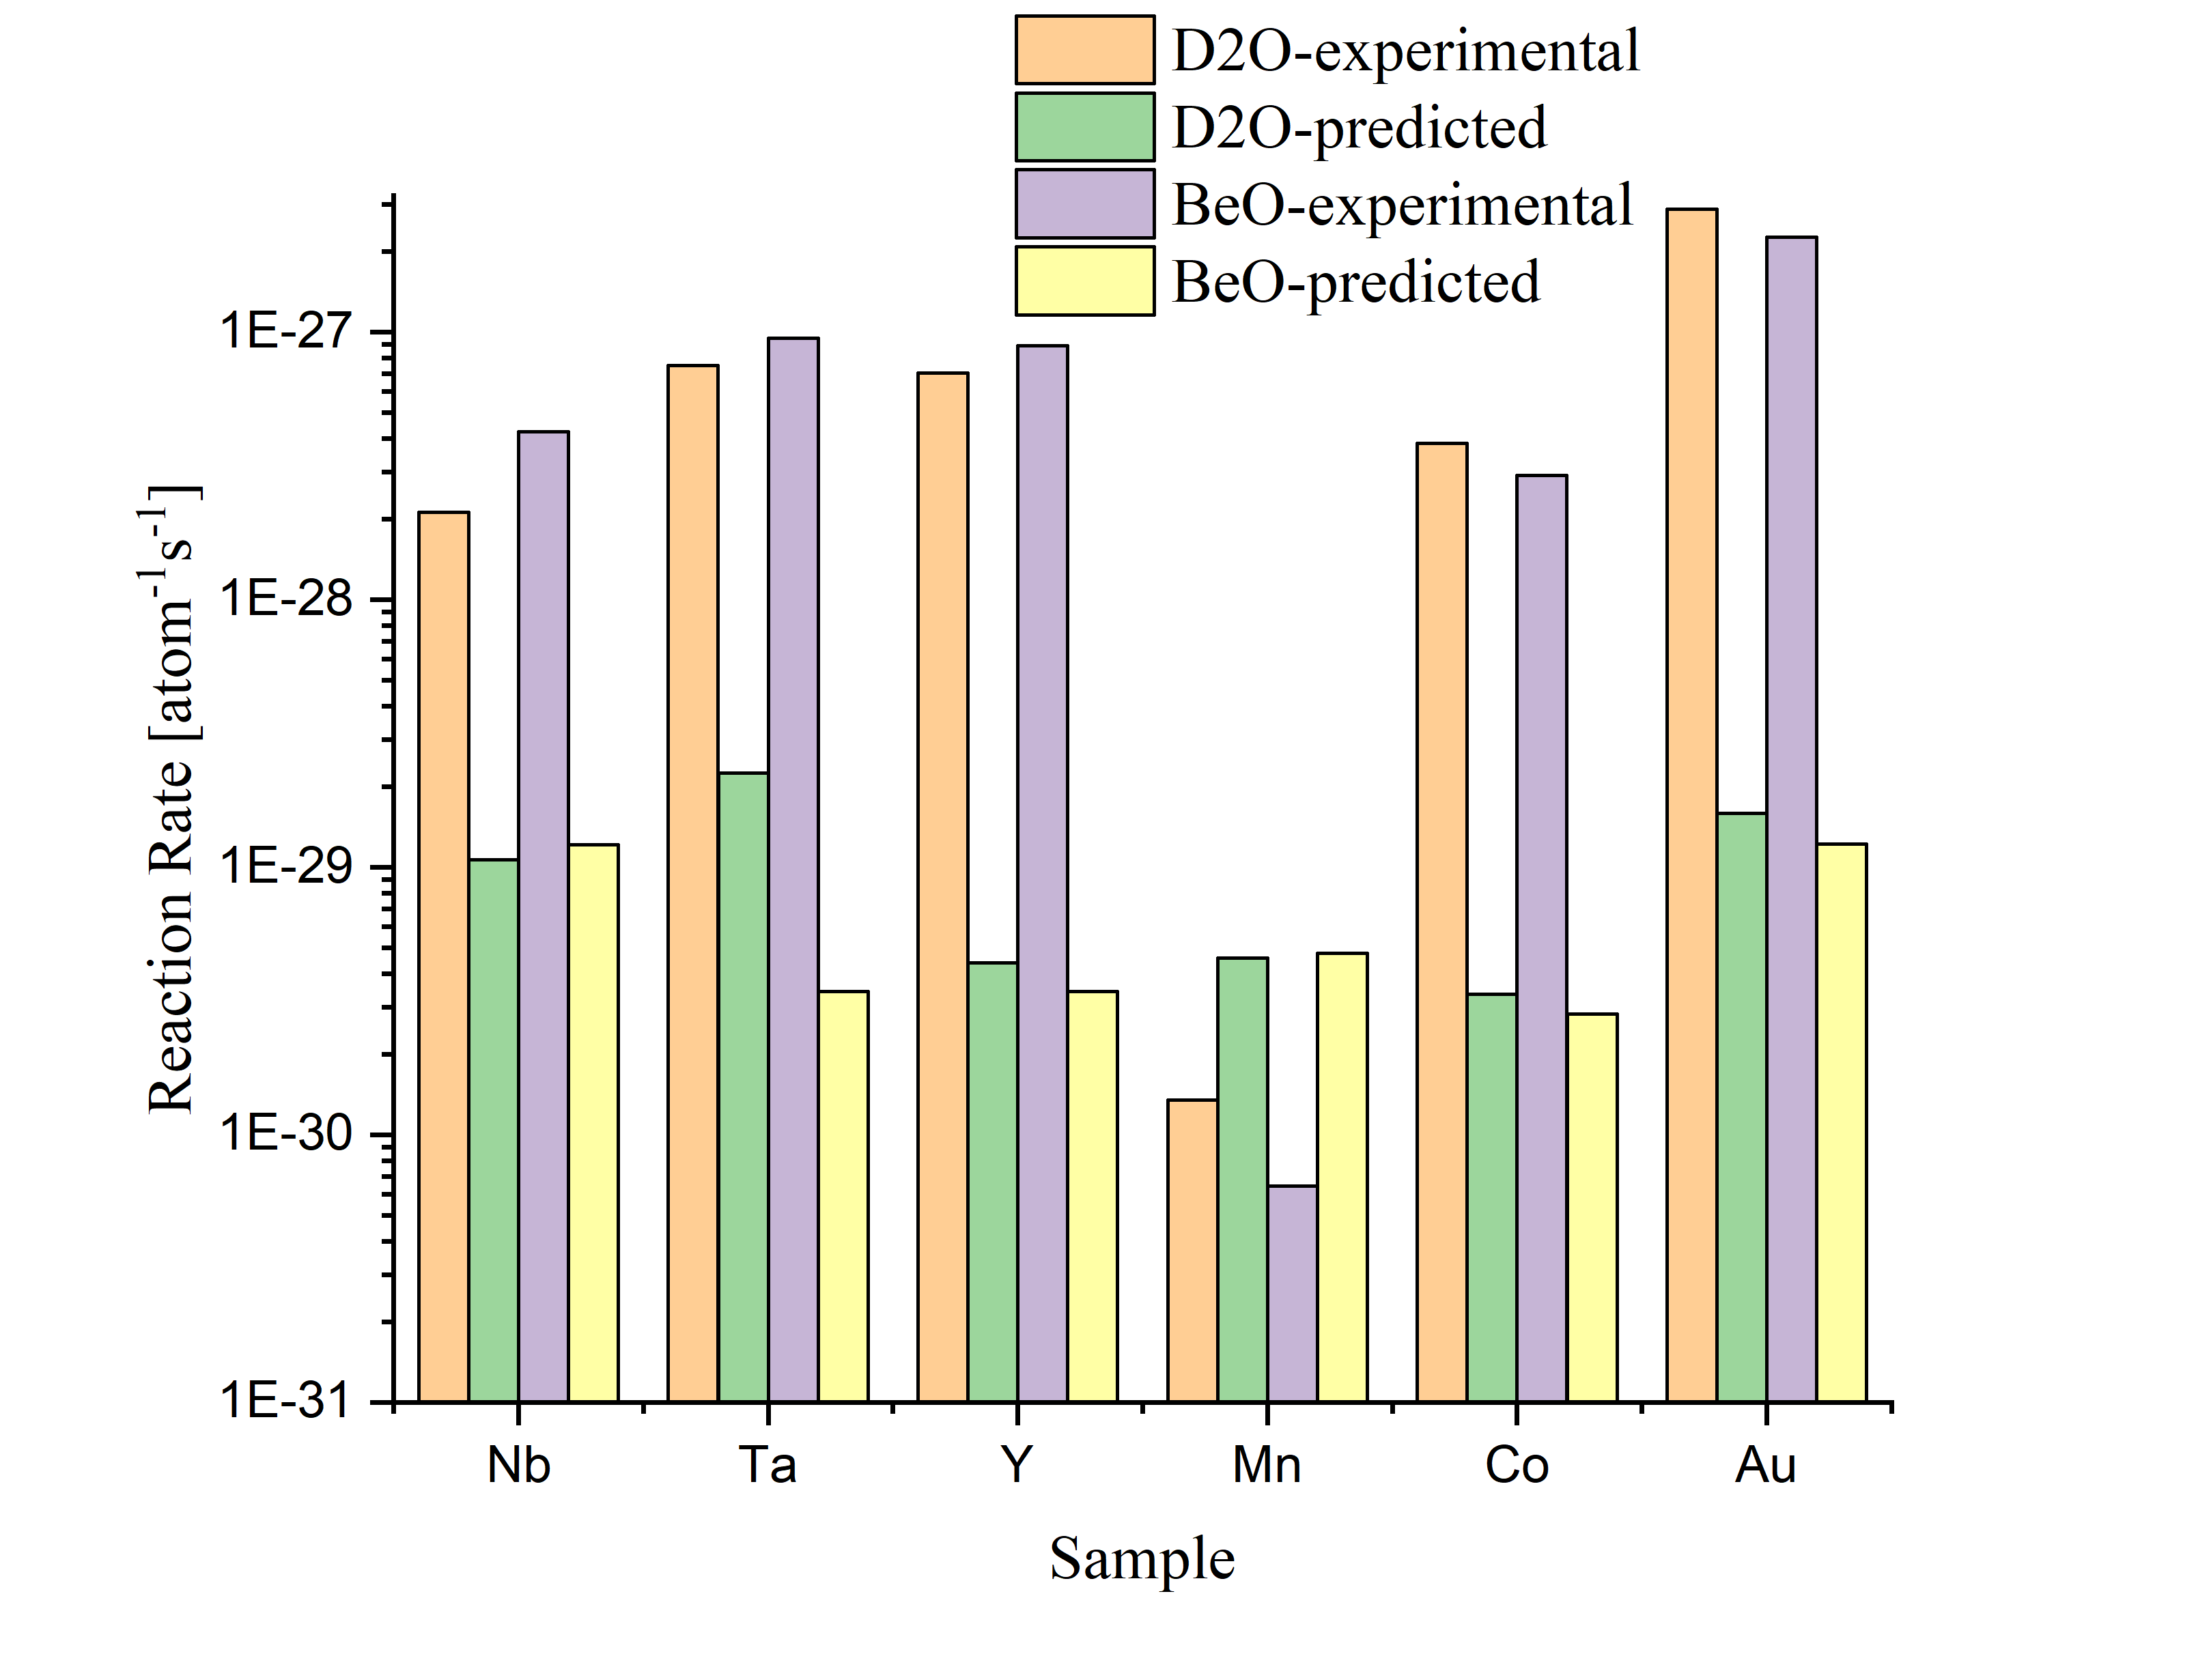 D2O-experimental
D2O-predicted
BeO-experimental
BeO-predicted
1E-27
1E-28
1E-29
1E-30
1E-31
Reaction Rate [atom⁻¹s⁻¹]
Nb Ta Y Mn Co Au
Sample